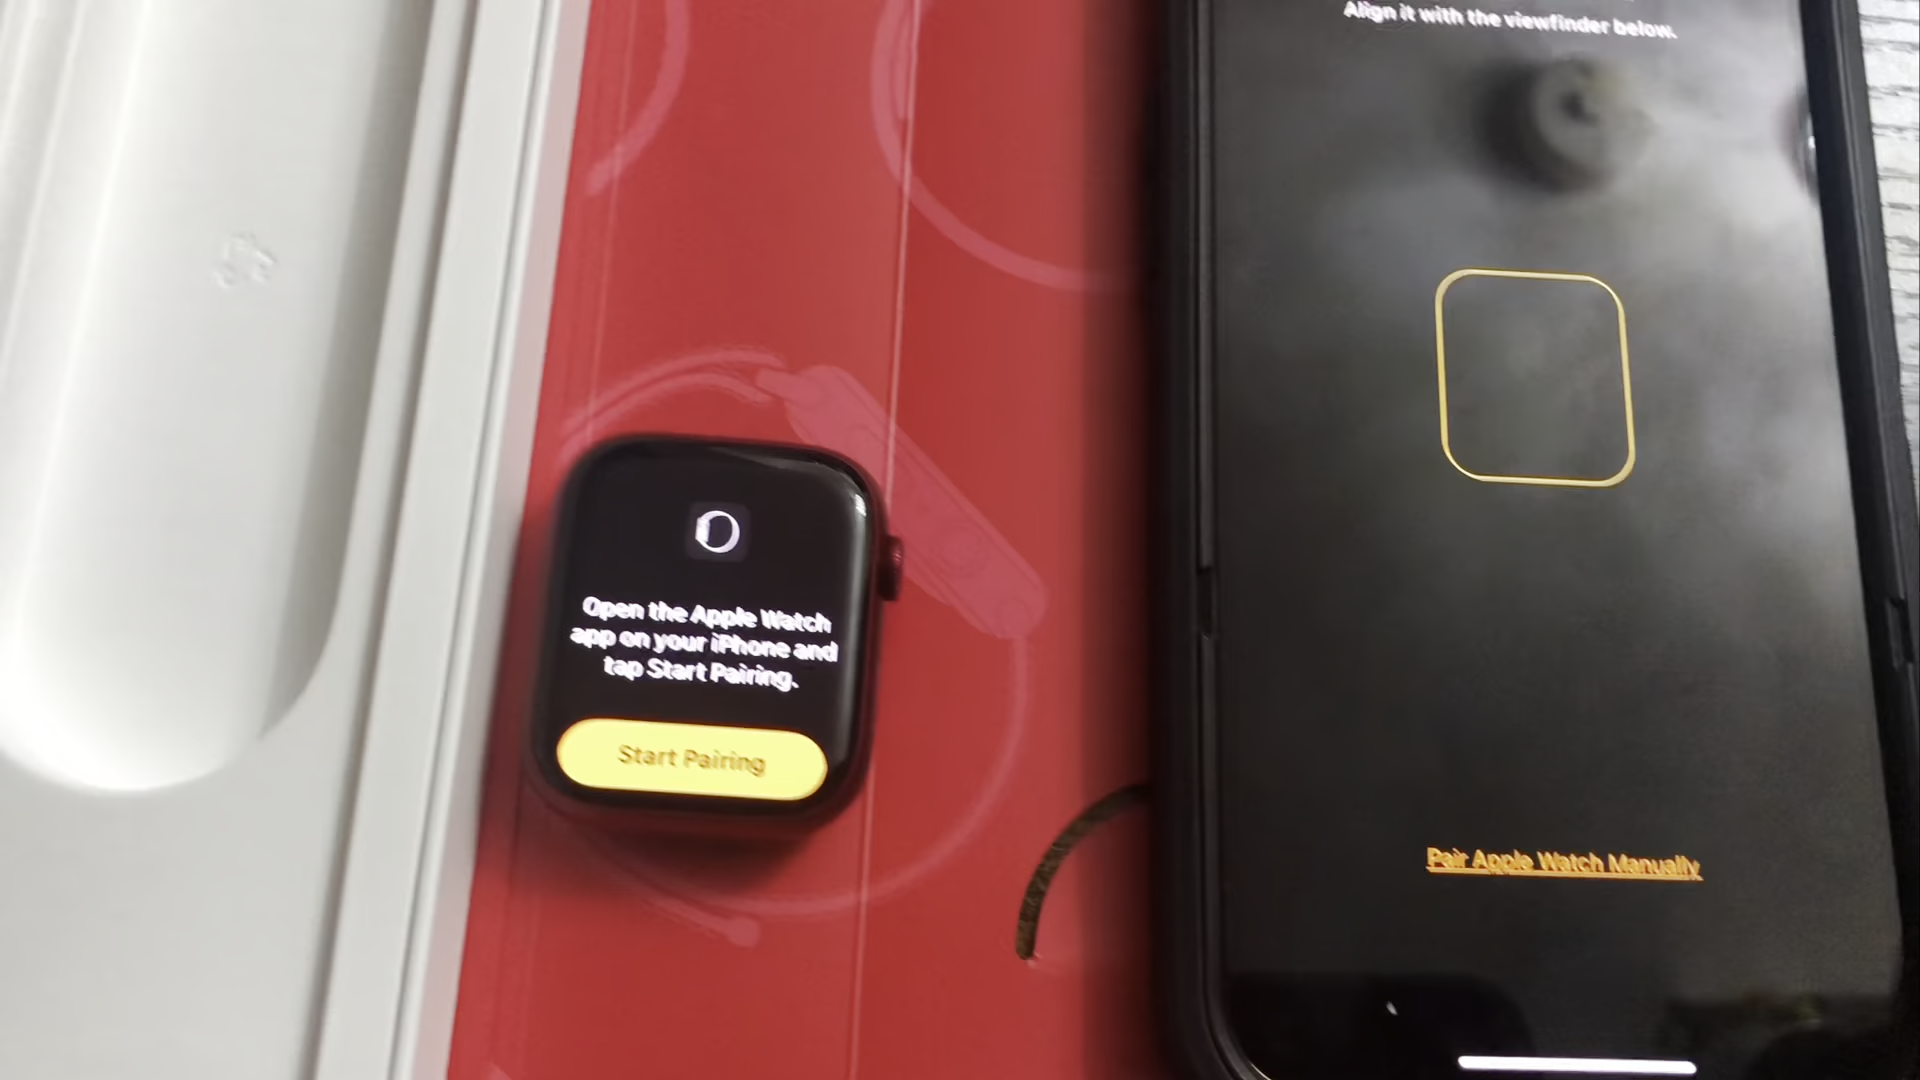 Align it with the viewfinder below.
Open the Apple Watch
app on your iPhone and
tap Start Pairing.
Start Pairing
Pair Apple Watch Manually